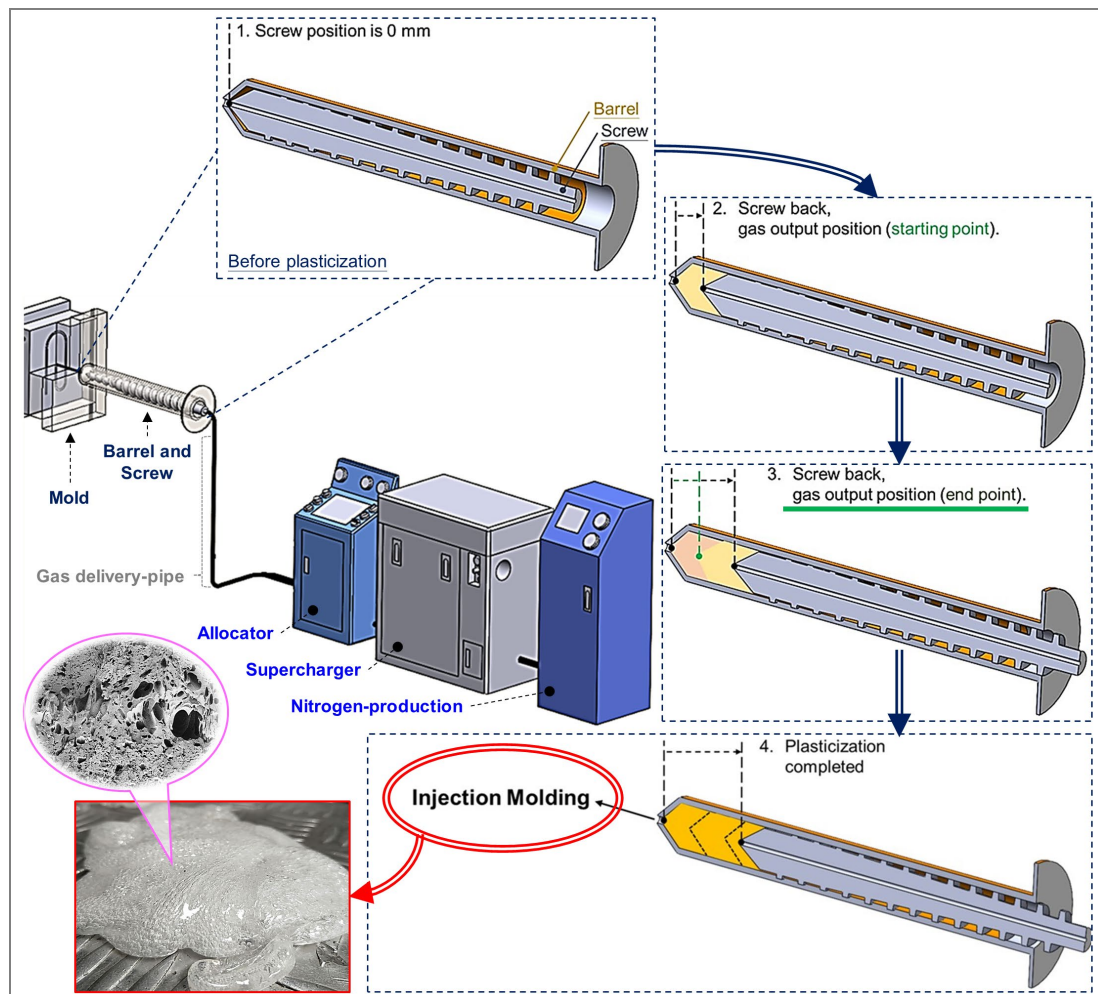 1. Screw position is 0 mm
Barrel
Screw
Before plasticization
2. Screw back,
gas output position (starting point).
Mold
Barrel and
Screw
3. Screw back,
gas output position (end point).
Gas delivery-pipe
Allocator
Supercharger
Nitrogen-production
4. Plasticization
completed
Injection Molding